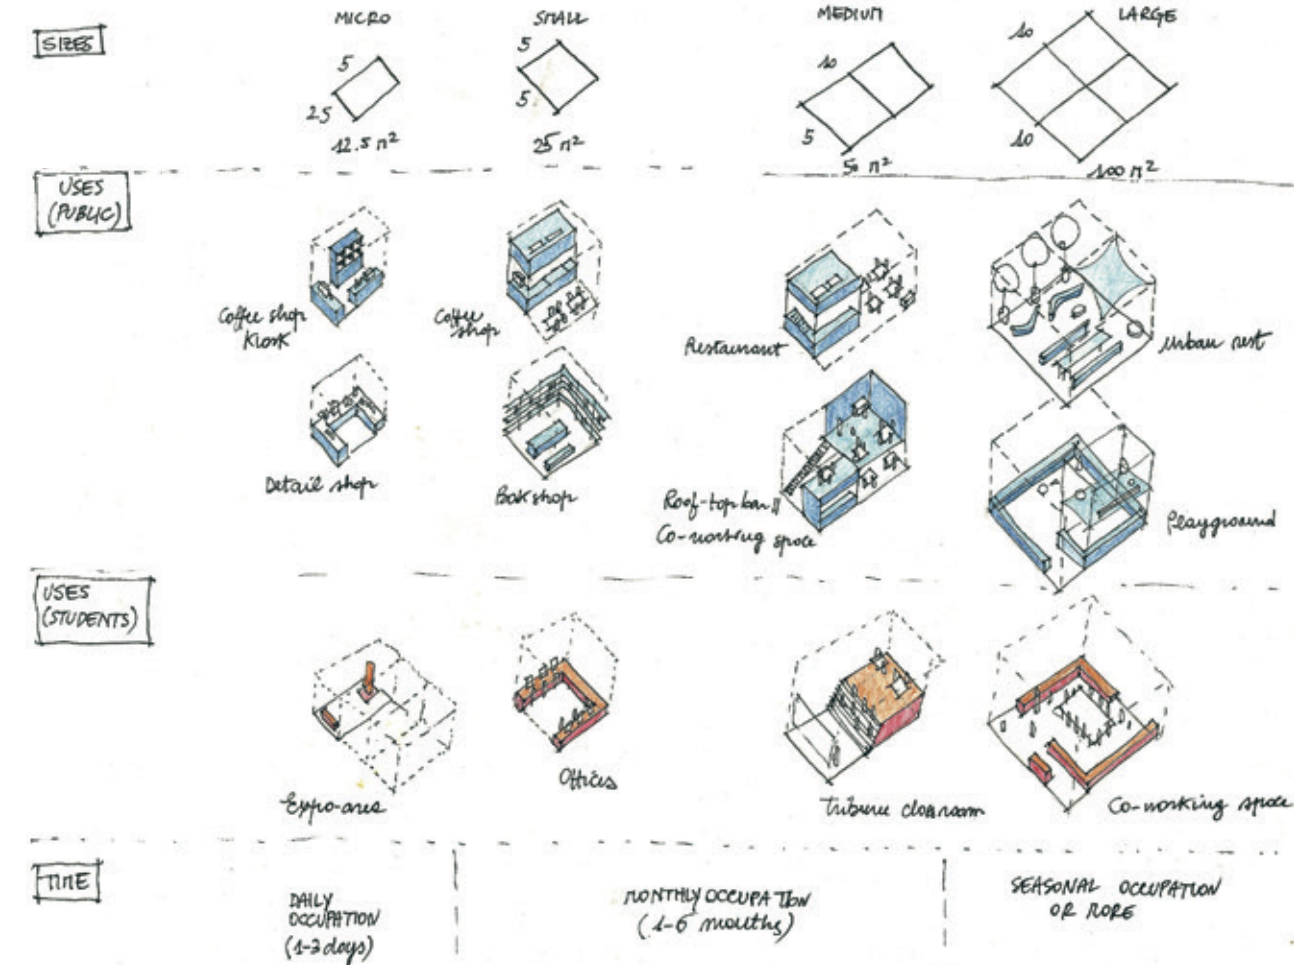 SIZES
MICRO
SMALL
MEDIUM
LARGE
5
25
12.5 m²
5
5
25 m²
10
5
50 m²
10
10
100 m²
USES
(PUBLIC)
Coffee shop
Kiosk
Coffee
shop
Restaurant
Urban rest
Detail shop
Bookshop
Roof-top bar //
Co-working space
Playground
USES
(STUDENTS)
Expo-area
Offices
Tribune classroom
Co-working space
TIME
DAILY
OCCUPATION
(1-3 days)
MONTHLY OCCUPATION
(1-6 months)
SEASONAL OCCUPATION
OR MORE